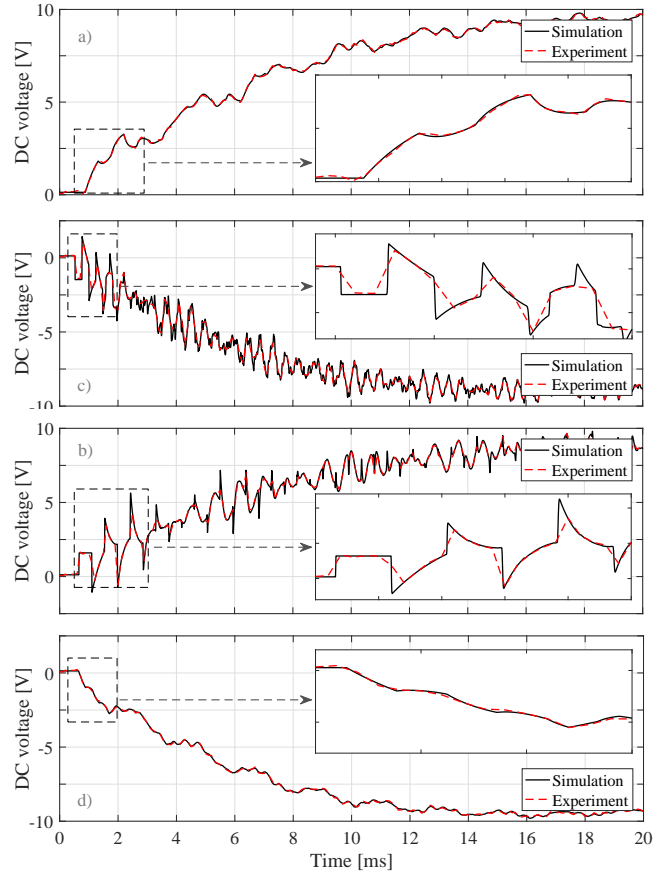 10
a)
Simulation
Experiment
5
DC voltage [V]
0
0
DC voltage [V]
-5
Simulation
c)
Experiment
-10
10
b)
Simulation
Experiment
5
DC voltage [V]
0
0
DC voltage [V]
-5
Simulation
d)
Experiment
-10
0 2 4 6 8 10 12 14 16 18 20
Time [ms]